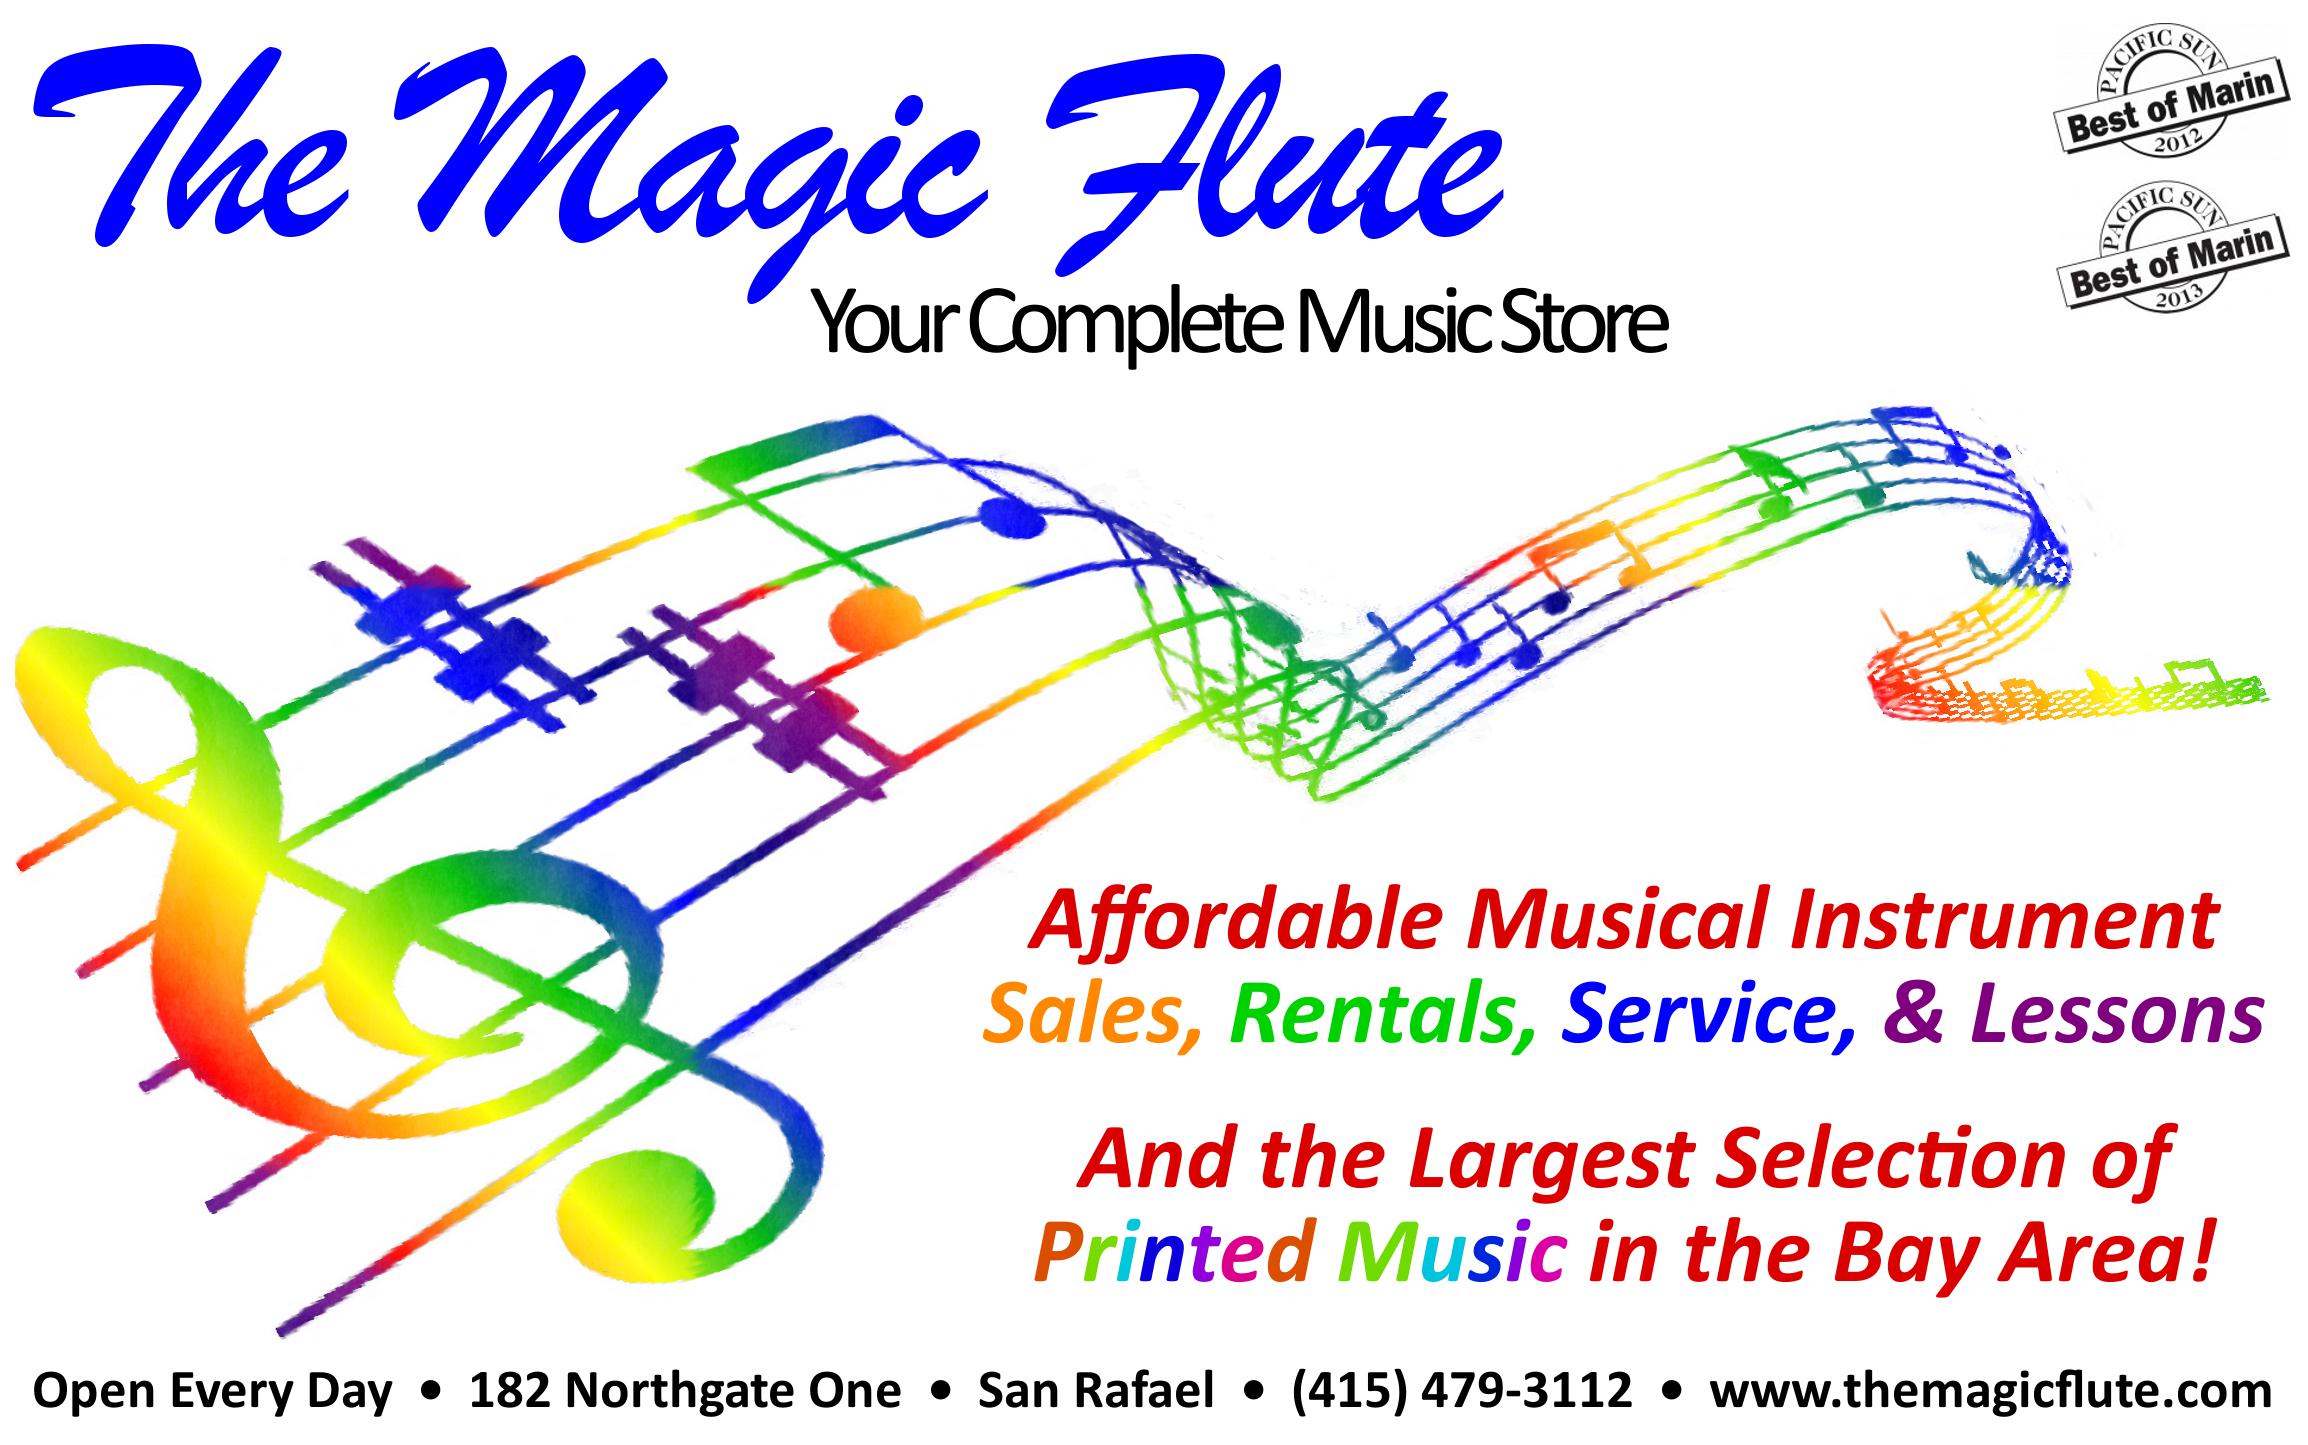 The Magic Flute
Your Complete Music Store
PACIFIC SUN
Best of Marin
2012
PACIFIC SUN
Best of Marin
2013
Affordable Musical Instrument
Sales, Rentals, Service, & Lessons
And the Largest Selection of
Printed Music in the Bay Area!
Open Every Day • 182 Northgate One • San Rafael • (415) 479-3112 • www.themagicflute.com